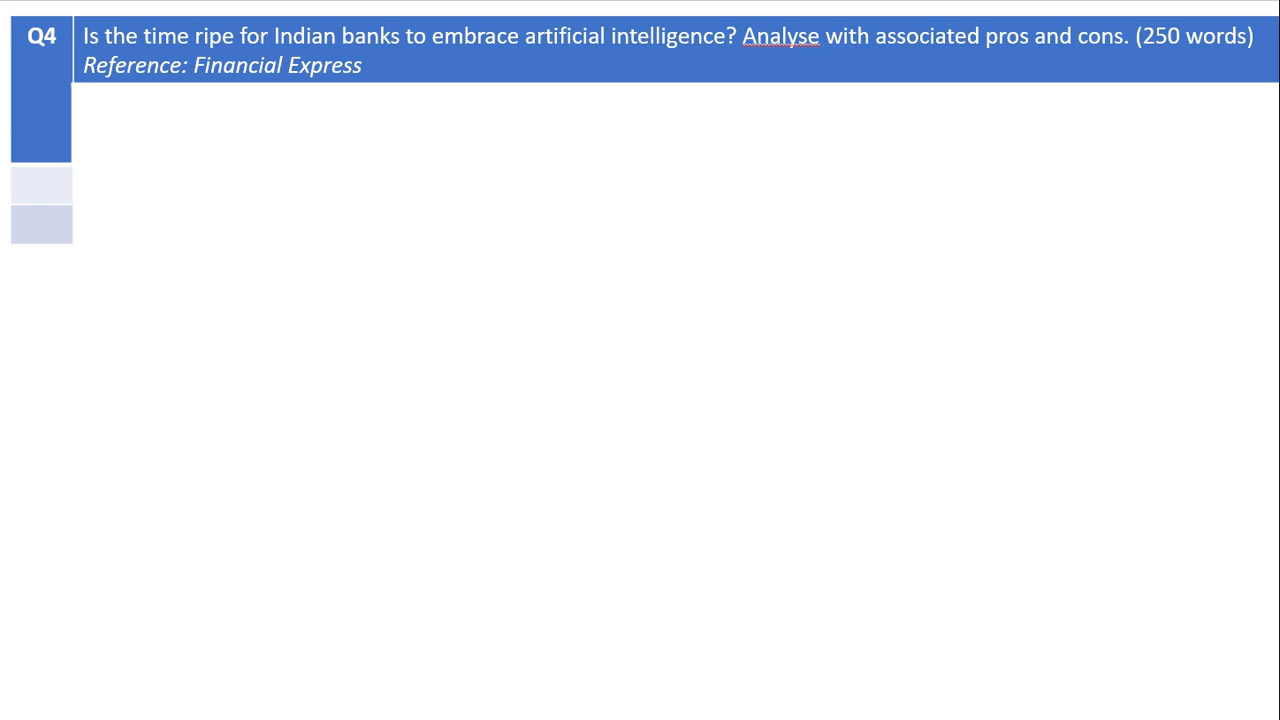 Q4
Is the time ripe for Indian banks to embrace artificial intelligence? Analyse with associated pros and cons. (250 words)
Reference: Financial Express